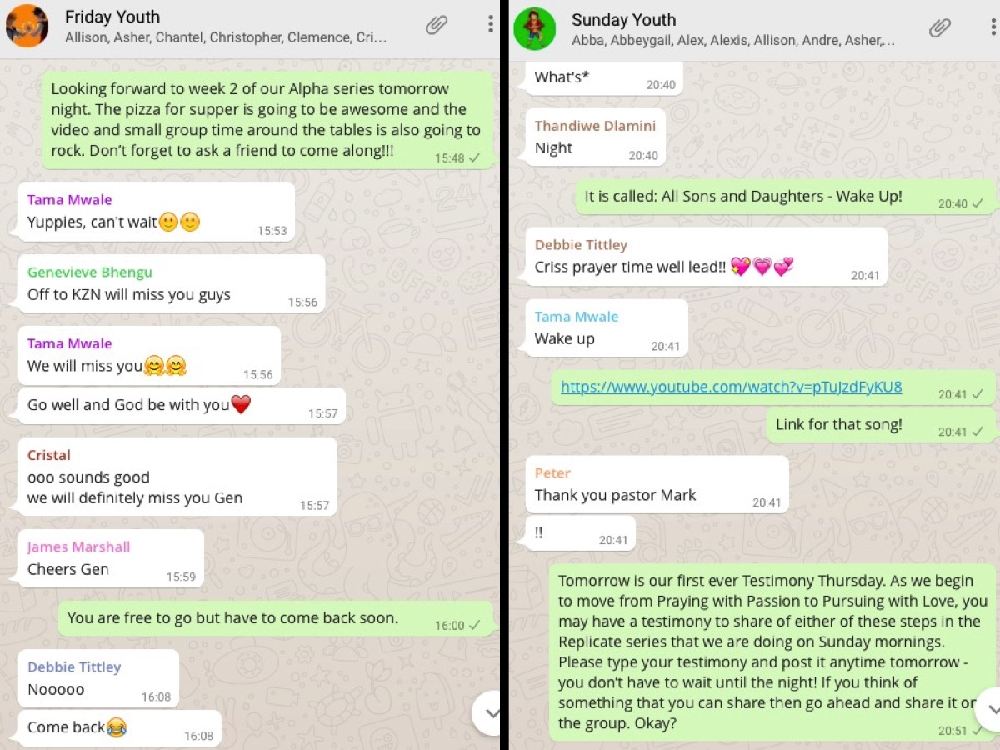 Friday Youth
Allison, Asher, Chantel, Christopher, Clemence, Cri...
Looking forward to week 2 of our Alpha series tomorrow
night. The pizza for supper is going to be awesome and the
video and small group time around the tables is also going to
rock. Don't forget to ask a friend to come along!!!
15:48
Tama Mwale
Yuppies, can't wait🙂🙂
15:53
Genevieve Bhengu
Off to KZN will miss you guys
15:56
Tama Mwale
We will miss you🤗🤗
15:56
Go well and God be with you❤️
15:57
Cristal
ooo sounds good
we will definitely miss you Gen
15:57
James Marshall
Cheers Gen
15:59
You are free to go but have to come back soon.
16:00
Debbie Tittley
Nooooo
16:08
Come back😂
16:08
Sunday Youth
Abba, Abbeygail, Alex, Alexis, Allison, Andre, Asher,...
What's*
20:40
Thandiwe Dlamini
Night
20:40
It is called: All Sons and Daughters - Wake Up!
20:40
Debbie Tittley
Criss prayer time well lead!! 💖💗💞
20:41
Tama Mwale
Wake up
20:41
https://www.youtube.com/watch?v=pTuJzdFyKU8
20:41
Link for that song!
20:41
Peter
Thank you pastor Mark
20:41
!!
20:41
Tomorrow is our first ever Testimony Thursday. As we begin
to move from Praying with Passion to Pursuing with Love, you
may have a testimony to share of either of these steps in the
Replicate series that we are doing on Sunday mornings.
Please type your testimony and post it anytime tomorrow -
you don't have to wait until the night! If you think of
something that you can share then go ahead and share it or
the group. Okay?
20:51